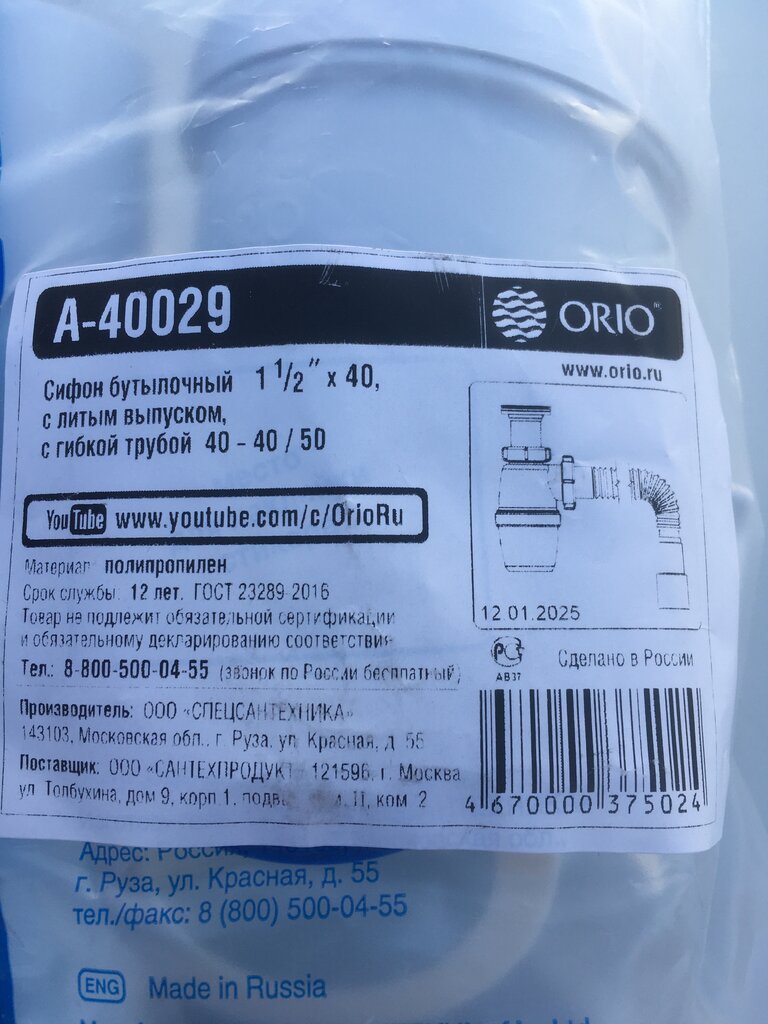 А-40029
ORIO
www.orio.ru
Сифон бутылочный 1 1/2" х 40,
с литым выпуском,
с гибкой трубой 40 - 40 / 50
YouTube www.youtube.com/c/OrioRu
Материал: полипропилен
Срок службы: 12 лет. ГОСТ 23289-2016
Товар не подлежит обязательной сертификации
и обязательному декларированию соответствия
Тел.: 8-800-500-04-55 (звонок по России бесплатный)
12.01.2025
РСТ
АВ37
Сделано в России
Производитель: ООО «СПЕЦСАНТЕХНИКА»
143103, Московская обл., г. Руза, ул. Красная, д. 55
Поставщик: ООО «САНТЕХПРОДУКТ» 121596, г. Москва
ул. Толбухина, дом 9, корп.1, II, ком. 2
4 670000 375024
Адрес: Россия,
г. Руза, ул. Красная, д. 55
тел./факс: 8 (800) 500-04-55
ENG Made in Russia